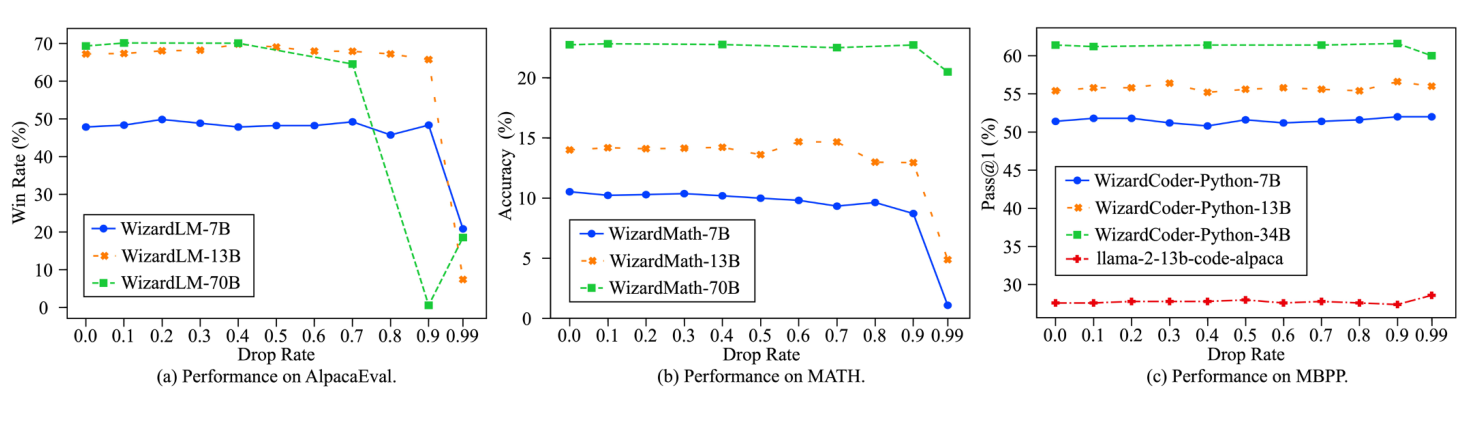 70
60
50
40
30
20
10
0
Win Rate (%)
WizardLM-7B
WizardLM-13B
WizardLM-70B
0.0 0.1 0.2 0.3 0.4 0.5 0.6 0.7 0.8 0.9 0.99
Drop Rate
(a) Performance on AlpacaEval.
20
15
10
5
0
Accuracy (%)
WizardMath-7B
WizardMath-13B
WizardMath-70B
0.0 0.1 0.2 0.3 0.4 0.5 0.6 0.7 0.8 0.9 0.99
Drop Rate
(b) Performance on MATH.
60
55
50
45
40
35
30
Pass@1 (%)
WizardCoder-Python-7B
WizardCoder-Python-13B
WizardCoder-Python-34B
llama-2-13b-code-alpaca
0.0 0.1 0.2 0.3 0.4 0.5 0.6 0.7 0.8 0.9 0.99
Drop Rate
(c) Performance on MBPP.